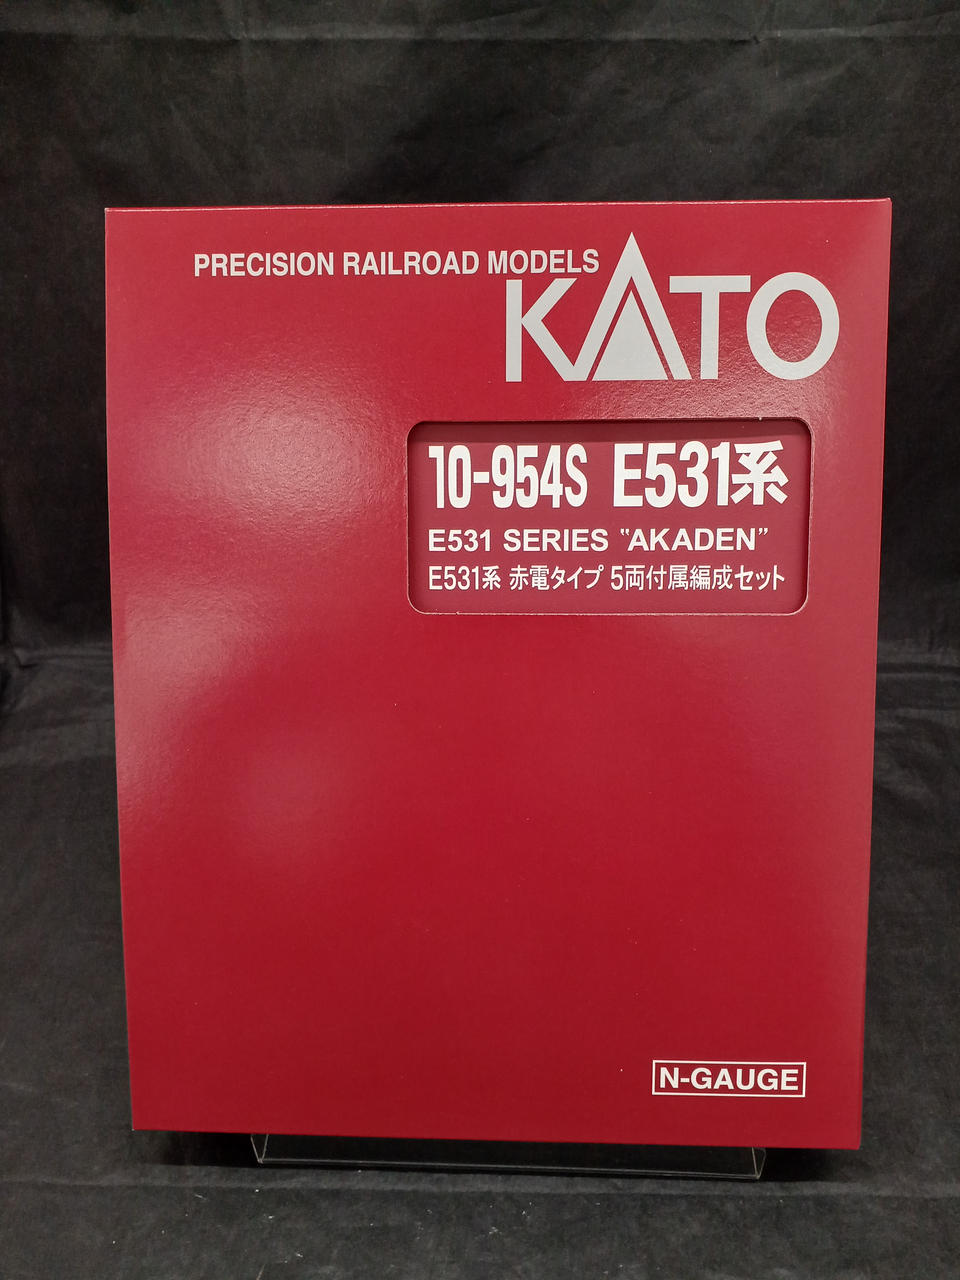 PRECISION RAILROAD MODELS
KATO
10-954S E531系
E531 SERIES “AKADEN”
E531系 赤電タイプ 5両付属編成セット
N-GAUGE